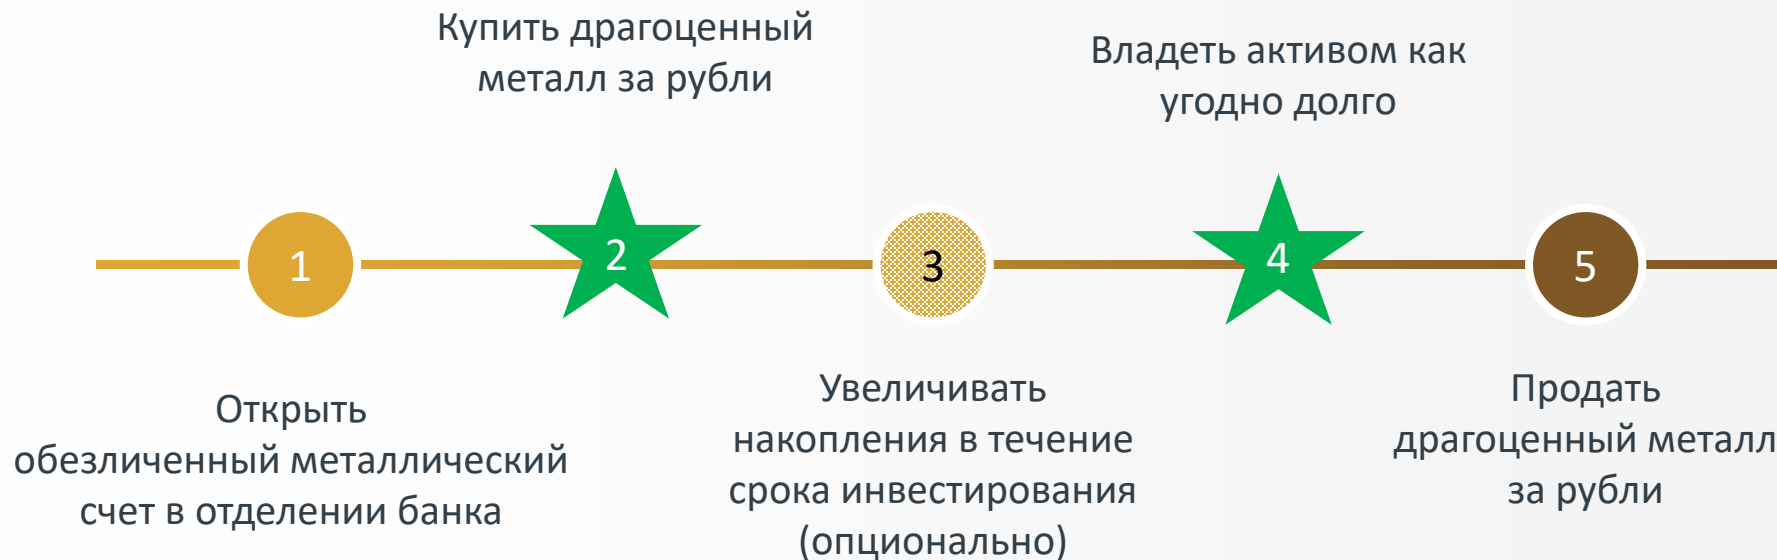 1
Открыть
обезличенный металлический
счет в отделении банка
Купить драгоценный
металл за рубли
2
3
Увеличивать
накопления в течение
срока инвестирования
(опционально)
Владеть активом как
угодно долго
4
5
Продать
драгоценный металл
за рубли